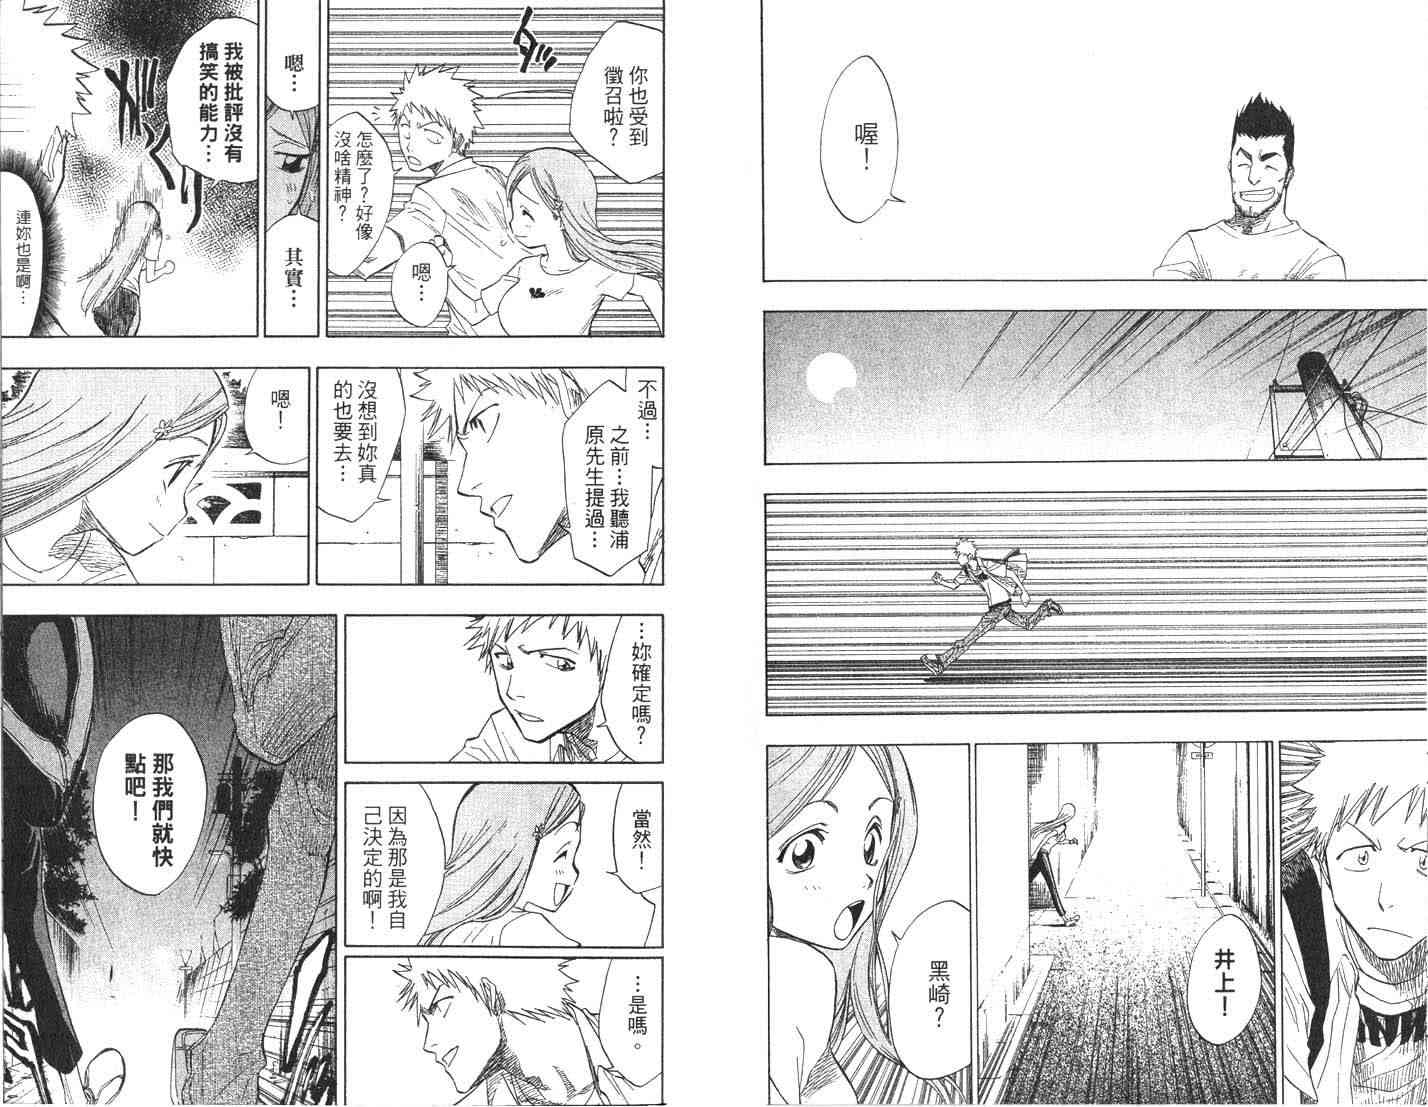 喔！
井上！
黑崎？
你也受到
徵召啦？
怎麼了？好像
沒啥精神？
嗯…
嗯…
其實…
我被批評沒有
搞笑的能力…
連妳也是啊…
不過…
之前…我聽浦
原先生提過…
沒想到妳真
的也要去…
嗯！
…妳確定嗎？
當然！
因為那是我自
己決定的啊！
…是嗎。
那我們就快
點吧！